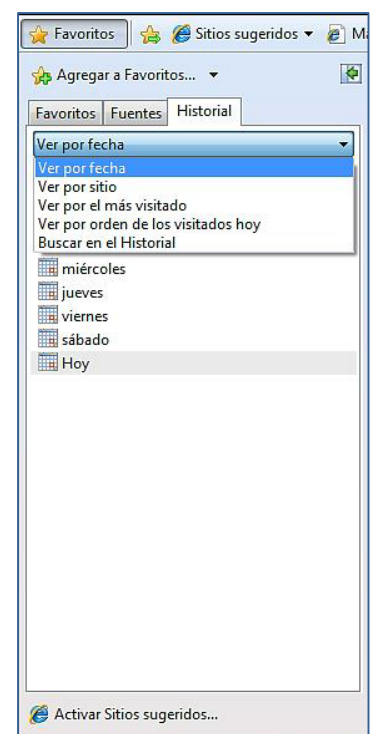 Favoritos Sitios sugeridos
Agregar a Favoritos...
Favoritos Fuentes Historial
Ver por fecha
Ver por fecha
Ver por sitio
Ver por el más visitado
Ver por orden de los visitados hoy
Buscar en el Historial
miércoles
jueves
viernes
sábado
Hoy
Activar Sitios sugeridos...